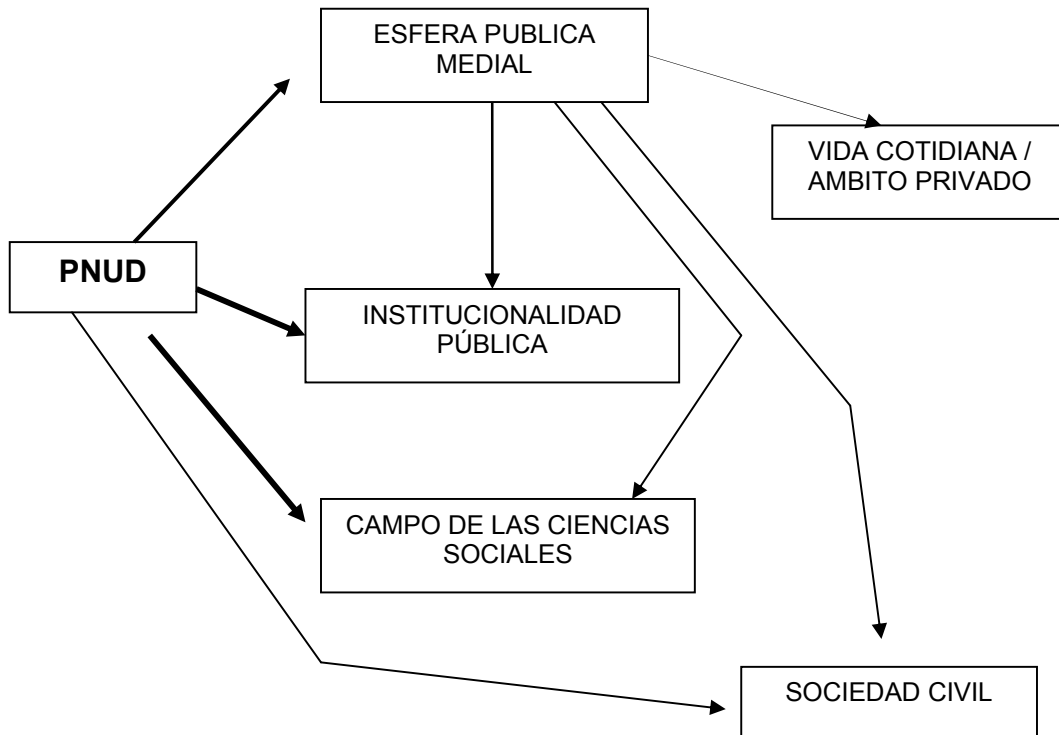 ESFERA PUBLICA
MEDIAL
VIDA COTIDIANA /
AMBITO PRIVADO
PNUD
INSTITUCIONALIDAD
PÚBLICA
CAMPO DE LAS CIENCIAS
SOCIALES
SOCIEDAD CIVIL